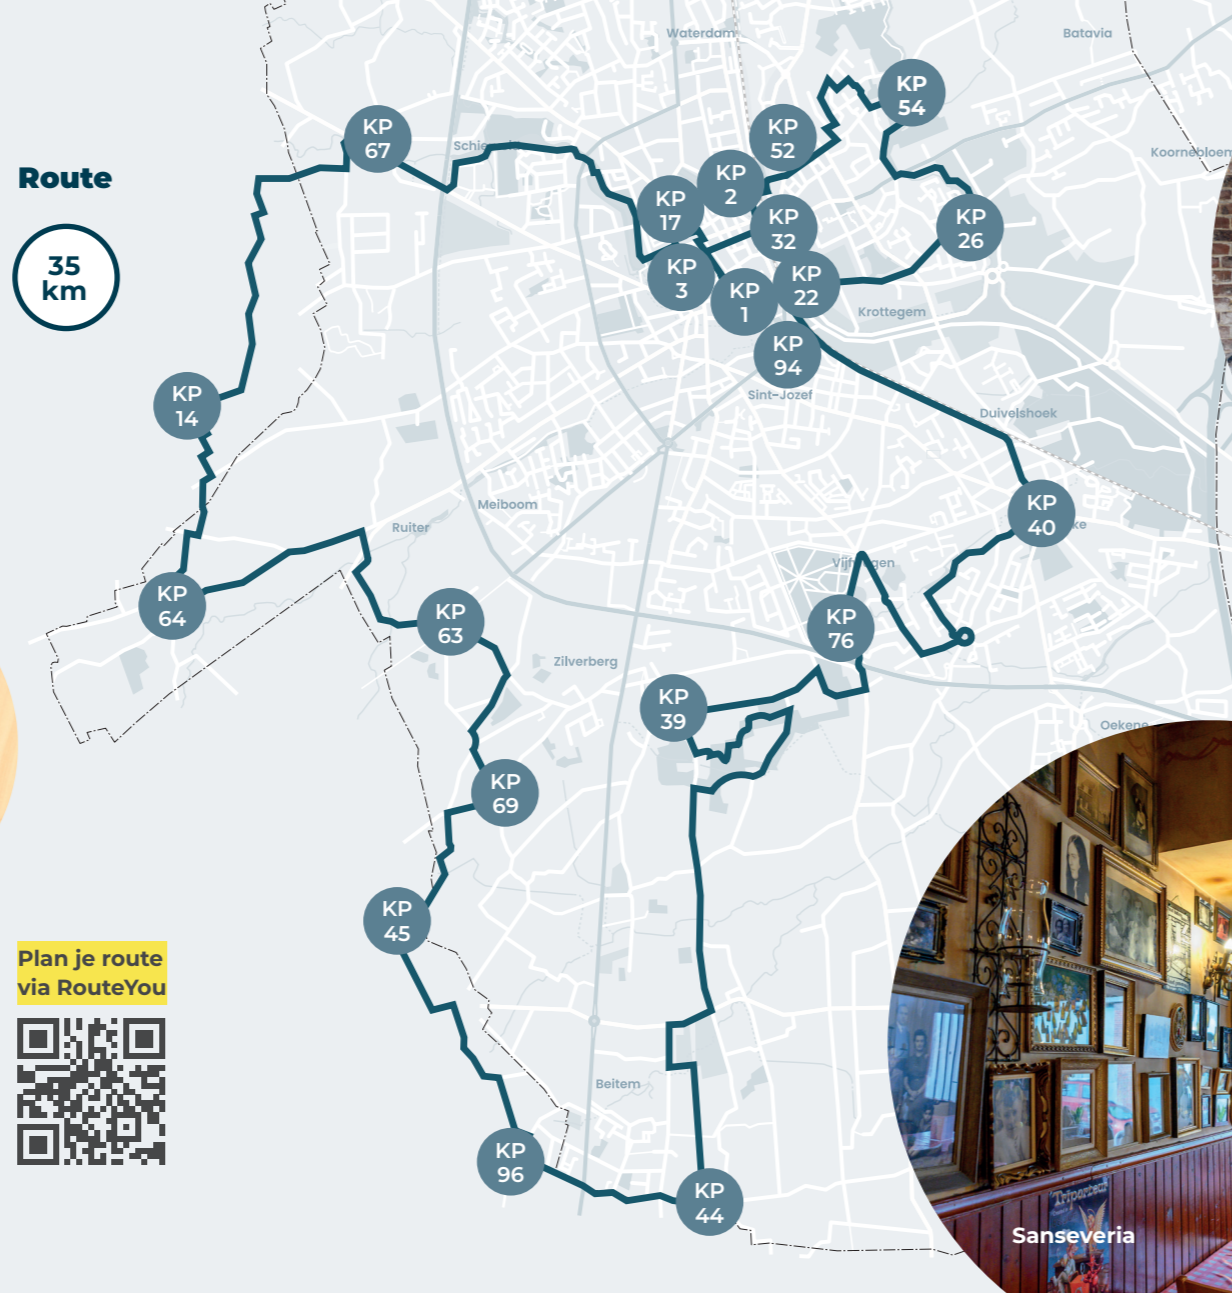 Waterdam
Batavia
KP
54
KP
67
KP
52
Koornebloem
Route
KP
2
KP
17
KP
32
KP
26
35
km
KP
3
KP
1
KP
22
Krottegem
KP
94
Sint-Jozef
KP
14
Duivelshoek
Meiboom
Ruiter
KP
40
KP
64
KP
63
KP
76
Zilverberg
KP
39
Oekene
KP
69
KP
45
Plan je route
via RouteYou
Beitem
KP
96
KP
44
Triporteur
Sanseveria